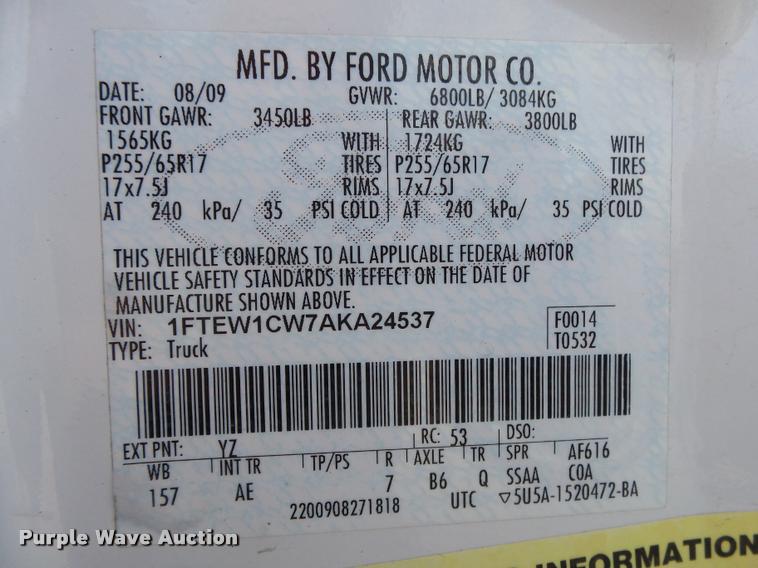 MFD. BY FORD MOTOR CO.
DATE: 08/09 GVWR: 6800LB/ 3084KG
FRONT GAWR: 3450LB REAR GAWR: 3800LB
1565KG WITH 1724KG WITH
P255/65R17 TIRES P255/65R17 TIRES
17x7.5J RIMS 17x7.5J RIMS
AT 240 kPa/ 35 PSI COLD AT 240 kPa/ 35 PSI COLD
THIS VEHICLE CONFORMS TO ALL APPLICABLE FEDERAL MOTOR
VEHICLE SAFETY STANDARDS IN EFFECT ON THE DATE OF
MANUFACTURE SHOWN ABOVE.
VIN: 1FTEW1CW7AKA24537 F0014
TYPE: Truck T0532
EXT PNT: YZ RC: 53 DSO:
WB INT TR TP/PS R AXLE TR SPR AF616
157 AE 7 B6 Q SSAA COA
2200908271818 UTC ▽5U5A-1520472-BA
INFORMATION
Purple Wave Auction